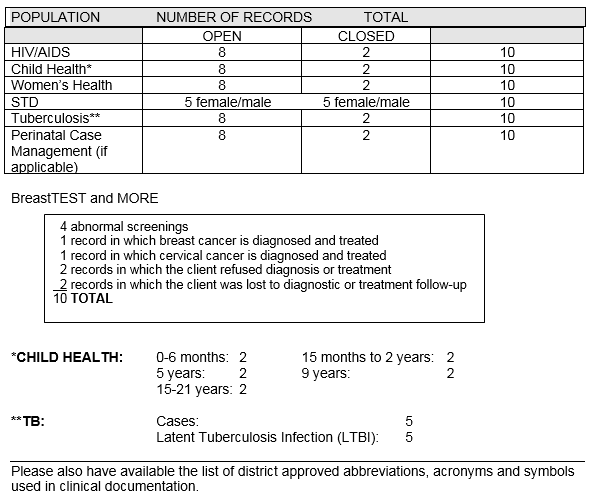 POPULATION NUMBER OF RECORDS TOTAL
OPEN CLOSED
HIV/AIDS 8 2 10
Child Health* 8 2 10
Women's Health 8 2 10
STD 5 female/male 5 female/male 10
Tuberculosis** 8 2 10
Perinatal Case 8 2 10
Management (if
applicable)
BreastTEST and MORE
4 abnormal screenings
1 record in which breast cancer is diagnosed and treated
1 record in which cervical cancer is diagnosed and treated
2 records in which the client refused diagnosis or treatment
2 records in which the client was lost to diagnostic or treatment follow-up
10 TOTAL
*CHILD HEALTH: 0-6 months: 2 15 months to 2 years: 2
5 years: 2 9 years: 2
15-21 years: 2
**TB: Cases: 5
Latent Tuberculosis Infection (LTBI): 5
Please also have available the list of district approved abbreviations, acronyms and symbols
used in clinical documentation.